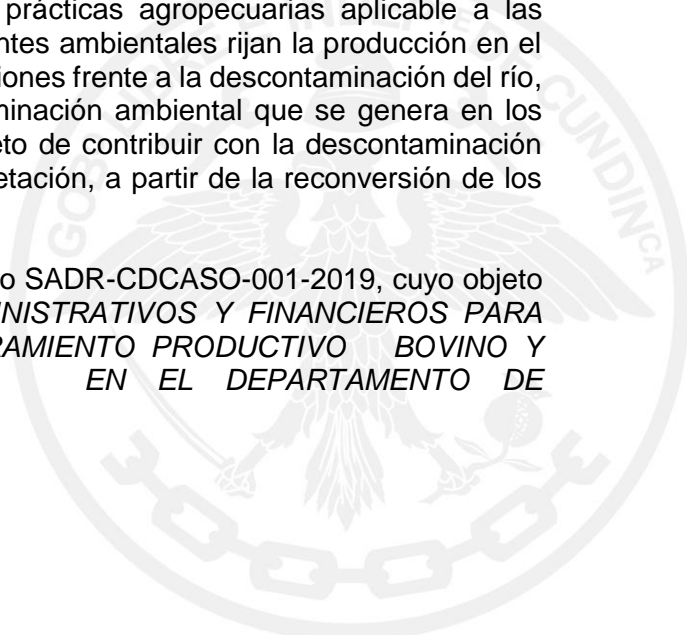 prácticas agropecuarias aplicable a las
ntes ambientales rijan la producción en el
iones frente a la descontaminación del río,
minación ambiental que se genera en los
eto de contribuir con la descontaminación
etación, a partir de la reconversión de los
o SADR-CDCASO-001-2019, cuyo objeto
INISTRATIVOS Y FINANCIEROS PARA
RAMIENTO PRODUCTIVO BOVINO Y
EN EL DEPARTAMENTO DE